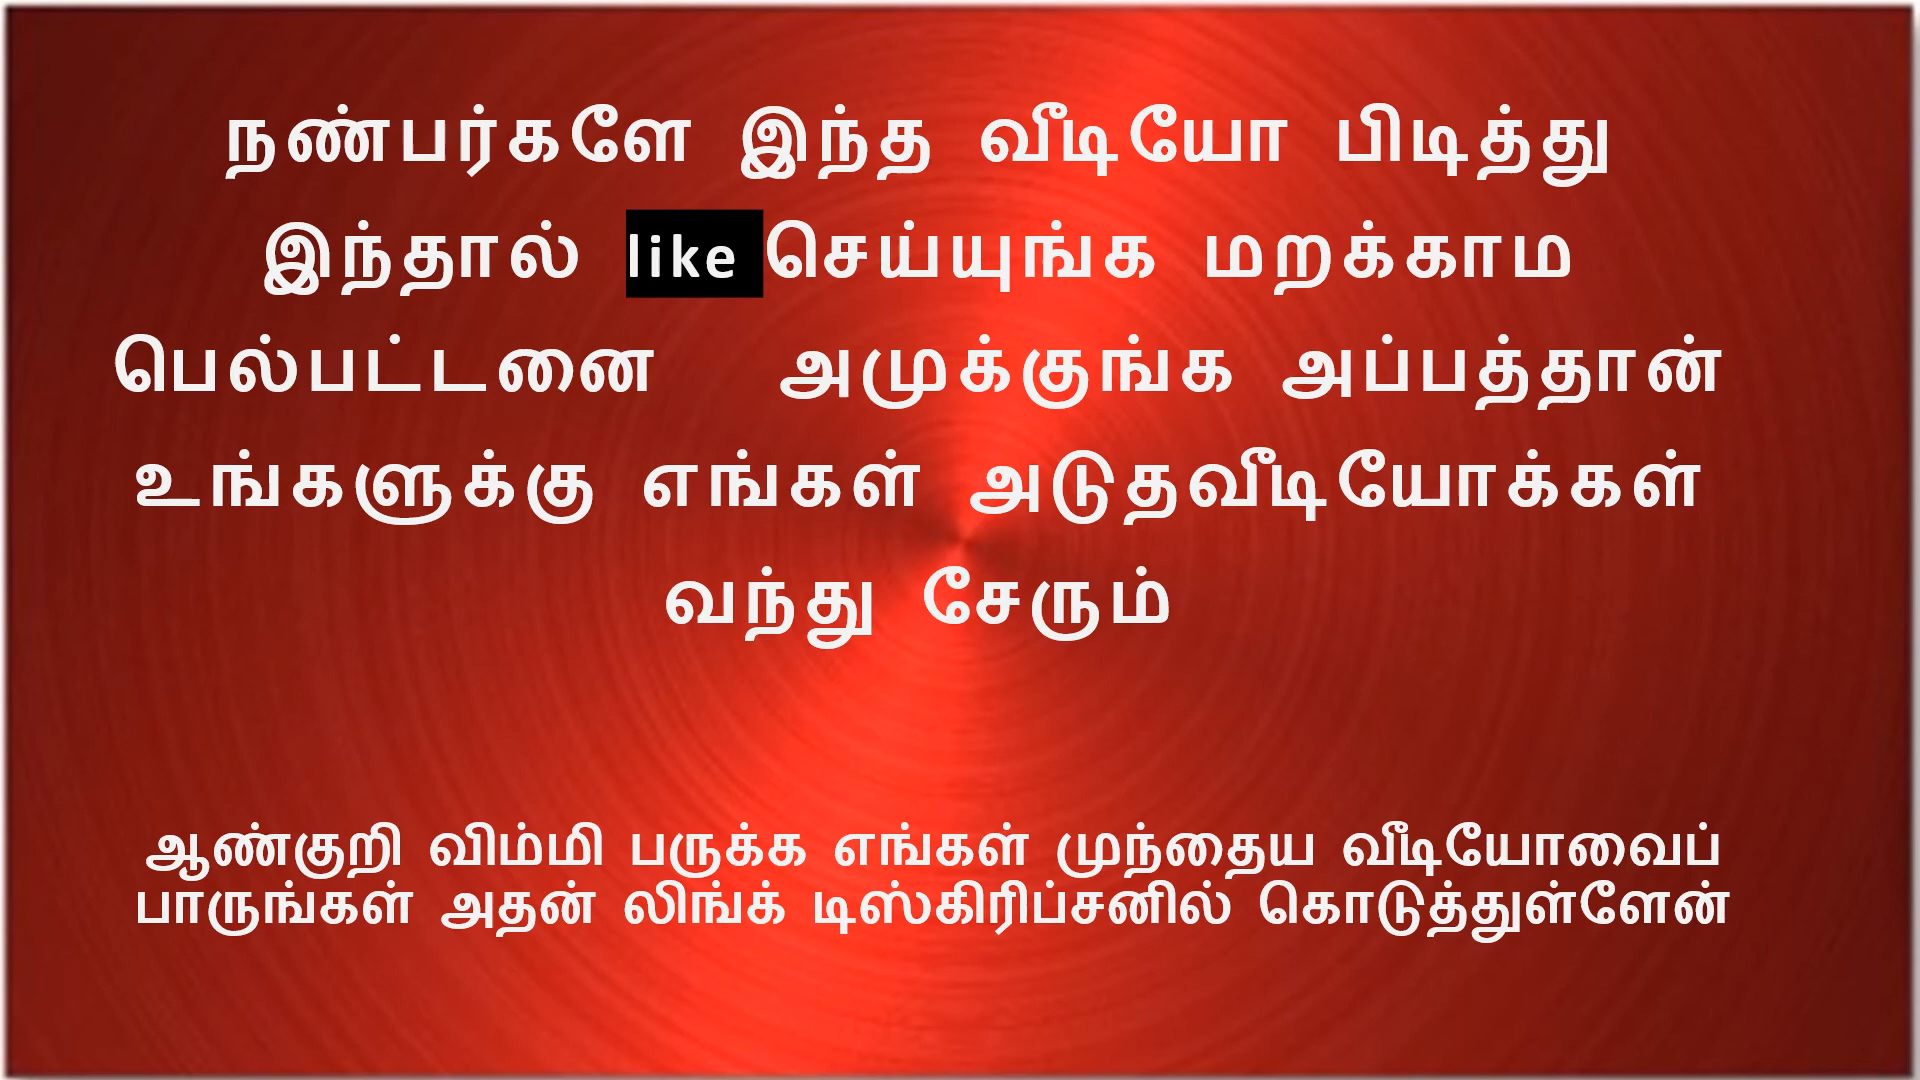 நண்பர்களே இந்த வீடியோ பிடித்து
இந்தால் like செய்யுங்க மறக்காம
பெல்பட்டனை அமுக்குங்க அப்பத்தான்
உங்களுக்கு எங்கள் அடுதவீடியோக்கள்
வந்து சேரும்
ஆண்குறி விம்மி பருக்க எங்கள் முந்தைய வீடியோவைப்
பாருங்கள் அதன் லிங்க் டிஸ்கிரிப்சனில் கொடுத்துள்ளேன்